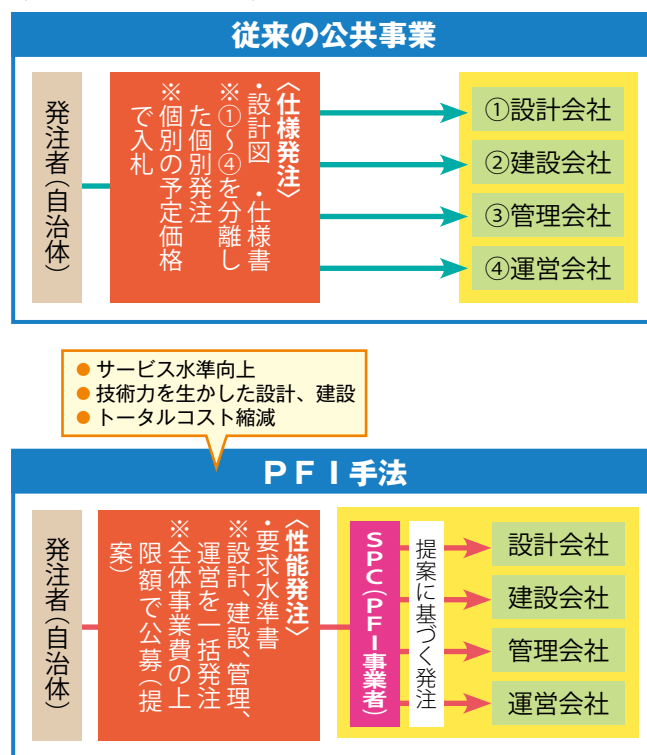 従来の公共事業
発注者（自治体）
〈仕様発注〉
・設計図　・仕様書
※①～④を分離し
た個別発注
※個別の予定価格
で入札
①設計会社
②建設会社
③管理会社
④運営会社
● サービス水準向上
● 技術力を生かした設計、建設
● トータルコスト縮減
ＰＦＩ手法
発注者（自治体）
〈性能発注〉
・要求水準書
※設計、建設、管理、
運営を一括発注
※全体事業費の上
限額で公募（提
案）
ＳＰＣ（ＰＦＩ事業者）
提案に基づく発注
設計会社
建設会社
管理会社
運営会社